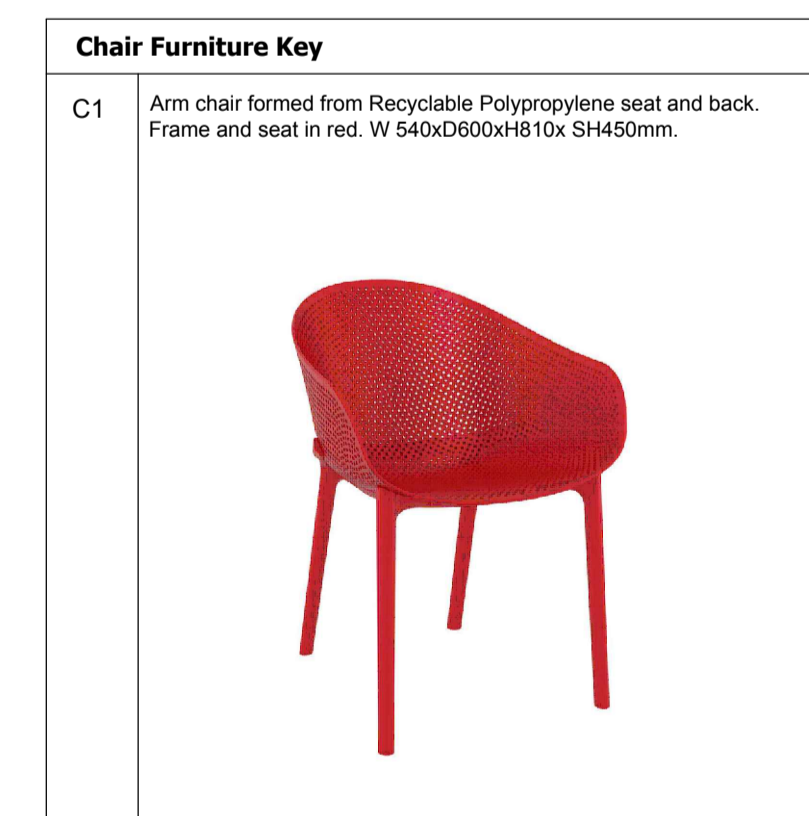 Chair Furniture Key
C1
Arm chair formed from Recyclable Polypropylene seat and back.
Frame and seat in red. W 540xD600xH810x SH450mm.